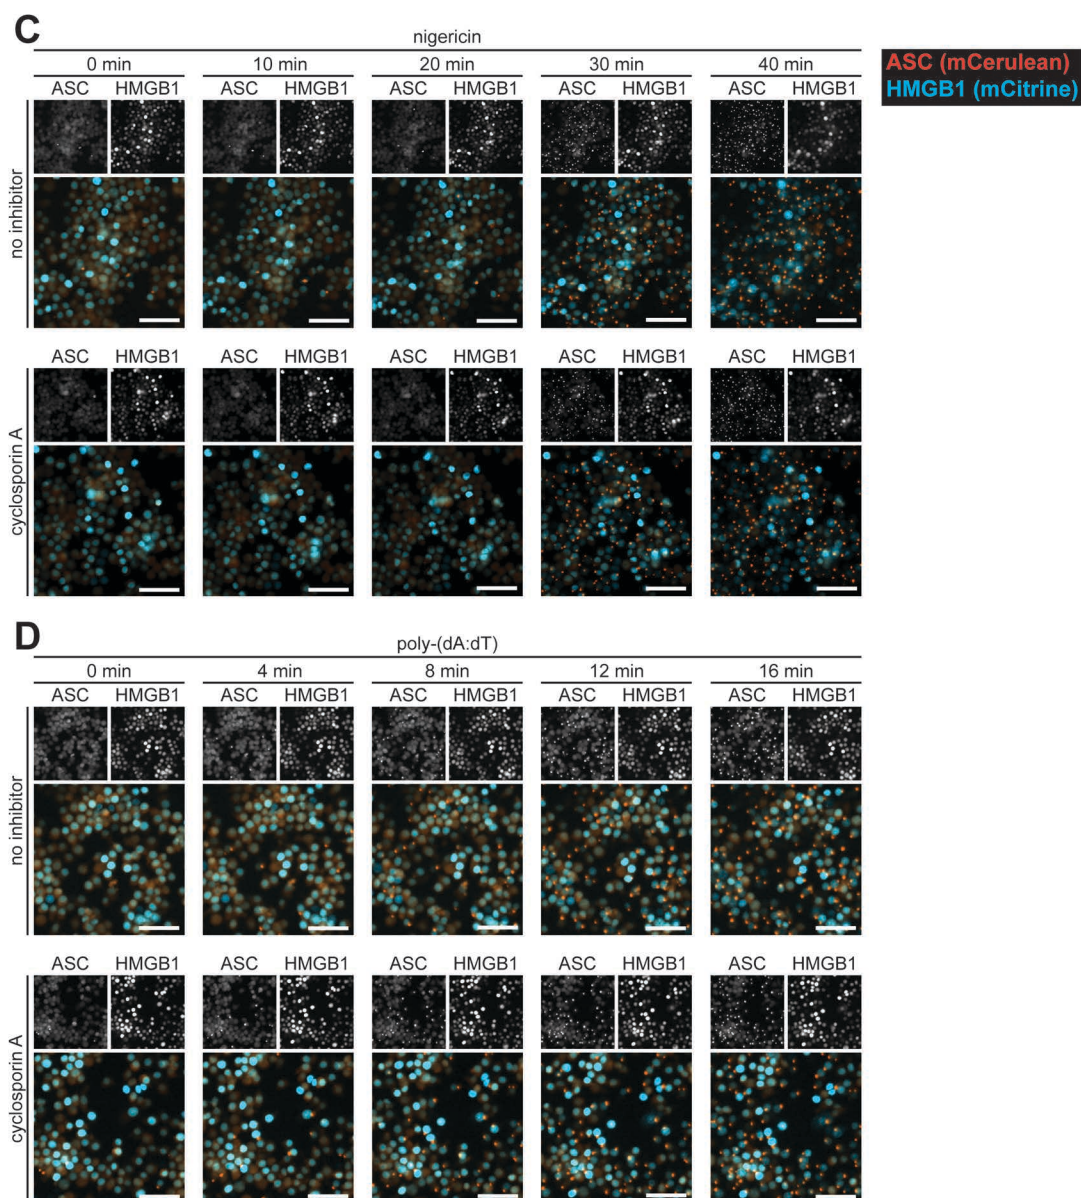 C
nigericin
0 min 10 min 20 min 30 min 40 min
ASC HMGB1 ASC HMGB1 ASC HMGB1 ASC HMGB1 ASC HMGB1
ASC (mCerulean)
HMGB1 (mCitrine)
no inhibitor
ASC HMGB1 ASC HMGB1 ASC HMGB1 ASC HMGB1 ASC HMGB1
cyclosporin A
D
poly-(dA:dT)
0 min 4 min 8 min 12 min 16 min
ASC HMGB1 ASC HMGB1 ASC HMGB1 ASC HMGB1 ASC HMGB1
no inhibitor
ASC HMGB1 ASC HMGB1 ASC HMGB1 ASC HMGB1 ASC HMGB1
cyclosporin A